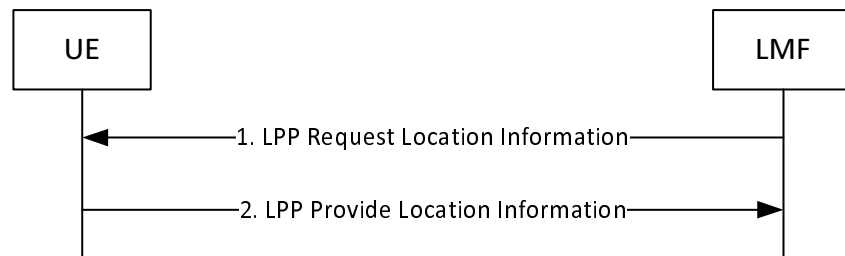 UE
LMF
1. LPP Request Location Information
2. LPP Provide Location Information